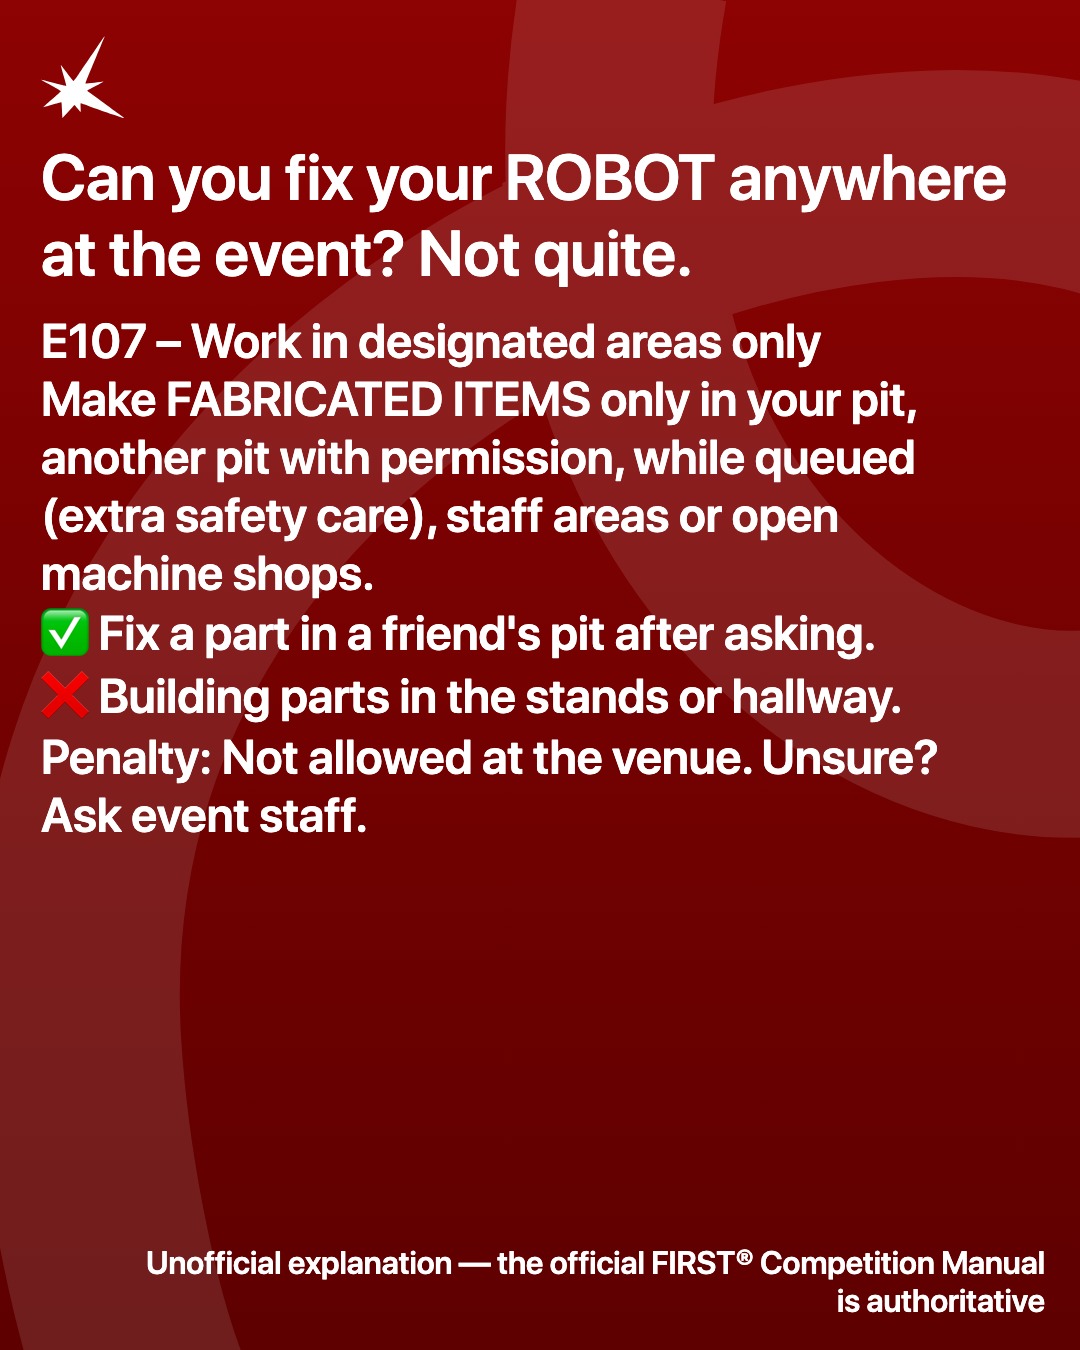 Can you fix your ROBOT anywhere
at the event? Not quite.
E107 – Work in designated areas only
Make FABRICATED ITEMS only in your pit,
another pit with permission, while queued
(extra safety care), staff areas or open
machine shops.
✅ Fix a part in a friend's pit after asking.
❌ Building parts in the stands or hallway.
Penalty: Not allowed at the venue. Unsure?
Ask event staff.
Unofficial explanation — the official FIRST® Competition Manual
is authoritative